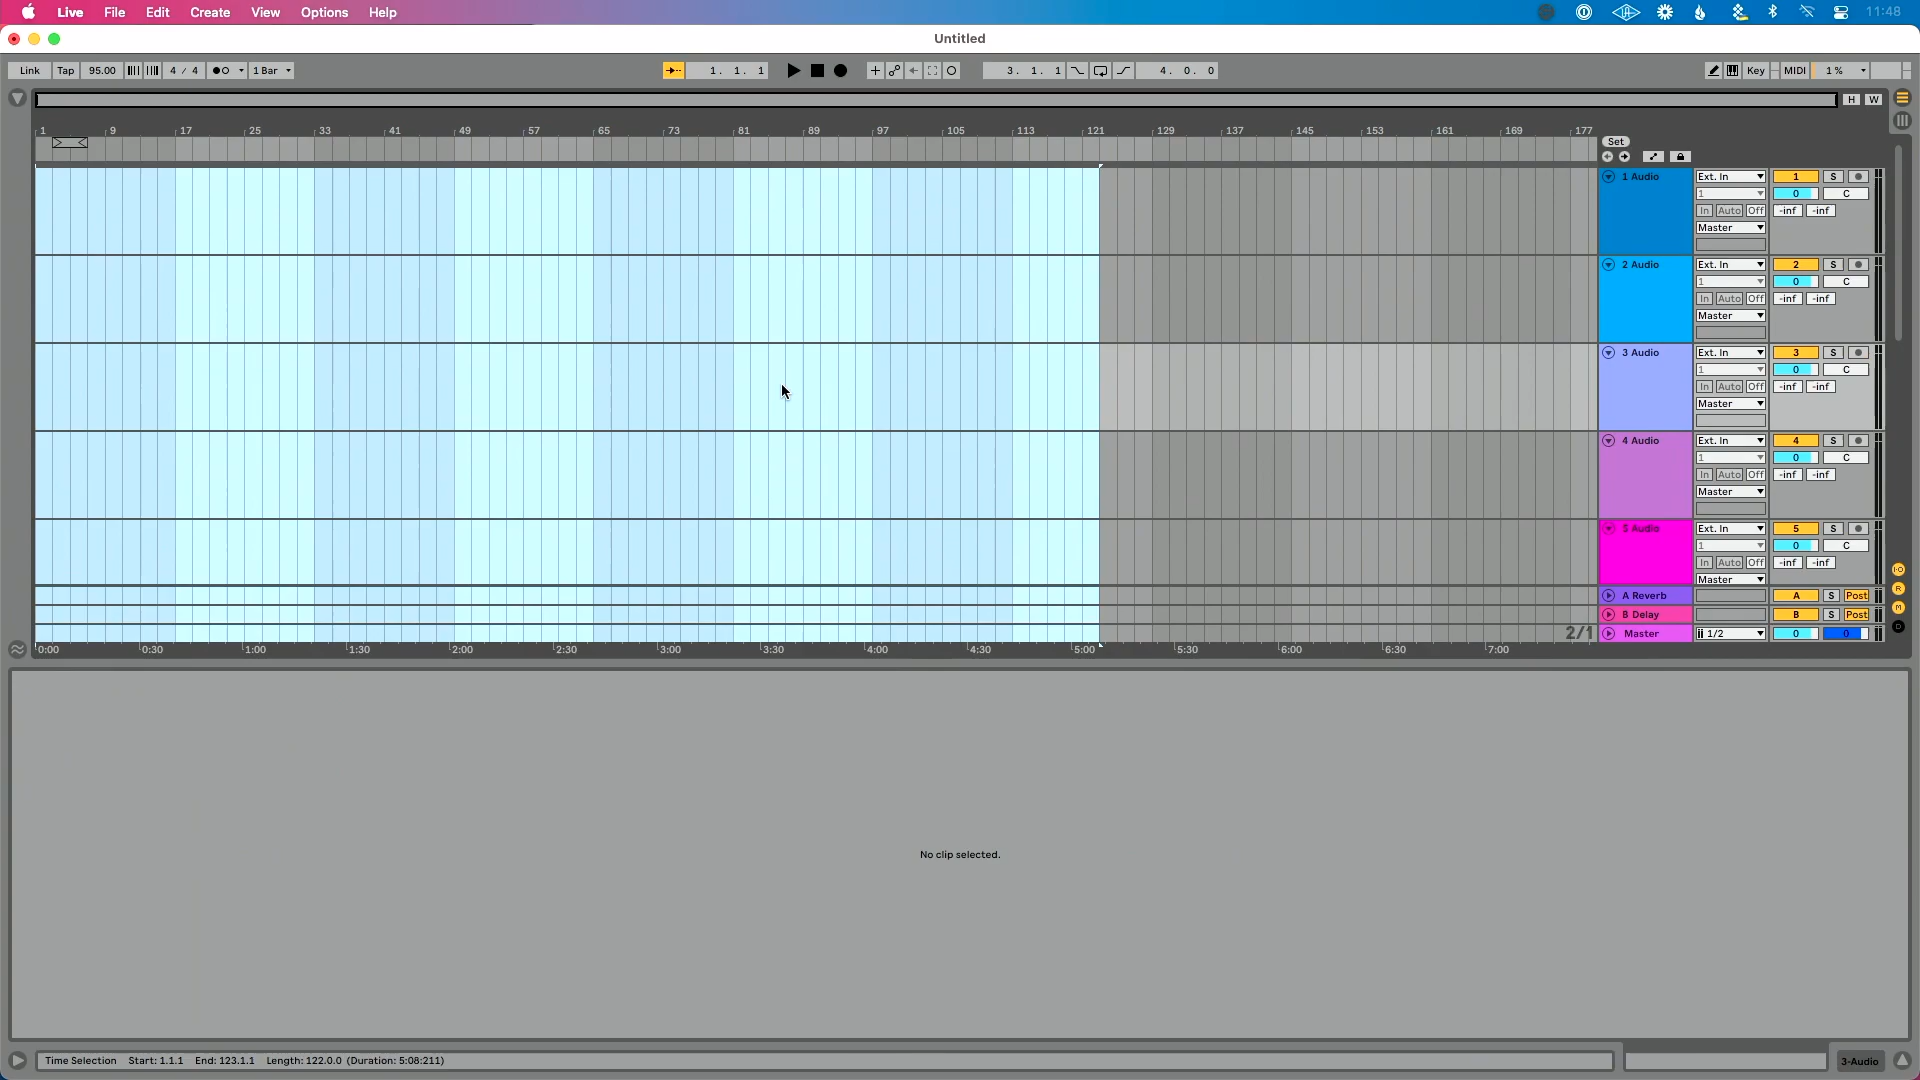 Live File Edit Create View Options Help 11:48
Untitled
Link Tap 95.00 4 / 4 1 Bar 1. 1. 1 3. 1. 1 4. 0. 0 Key MIDI 1 %
H W
1 9 17 25 33 41 49 57 65 73 81 89 97 105 113 121 129 137 145 153 161 169 177
Set
1 Audio Ext. In 1 S
1 0 C
In Auto Off -inf -inf
Master
2 Audio Ext. In 2 S
1 0 C
In Auto Off -inf -inf
Master
3 Audio Ext. In 3 S
1 0 C
In Auto Off -inf -inf
Master
4 Audio Ext. In 4 S
1 0 C
In Auto Off -inf -inf
Master
5 Audio Ext. In 5 S
1 0 C
In Auto Off -inf -inf
Master
A Reverb A S Post
B Delay B S Post
2/1 Master 1/2 0 0
0:00 0:30 1:00 1:30 2:00 2:30 3:00 3:30 4:00 4:30 5:00 5:30 6:00 6:30 7:00
I·O
R
M
D
No clip selected.
Time Selection Start: 1.1.1 End: 123.1.1 Length: 122.0.0 (Duration: 5:08:211)
3-Audio